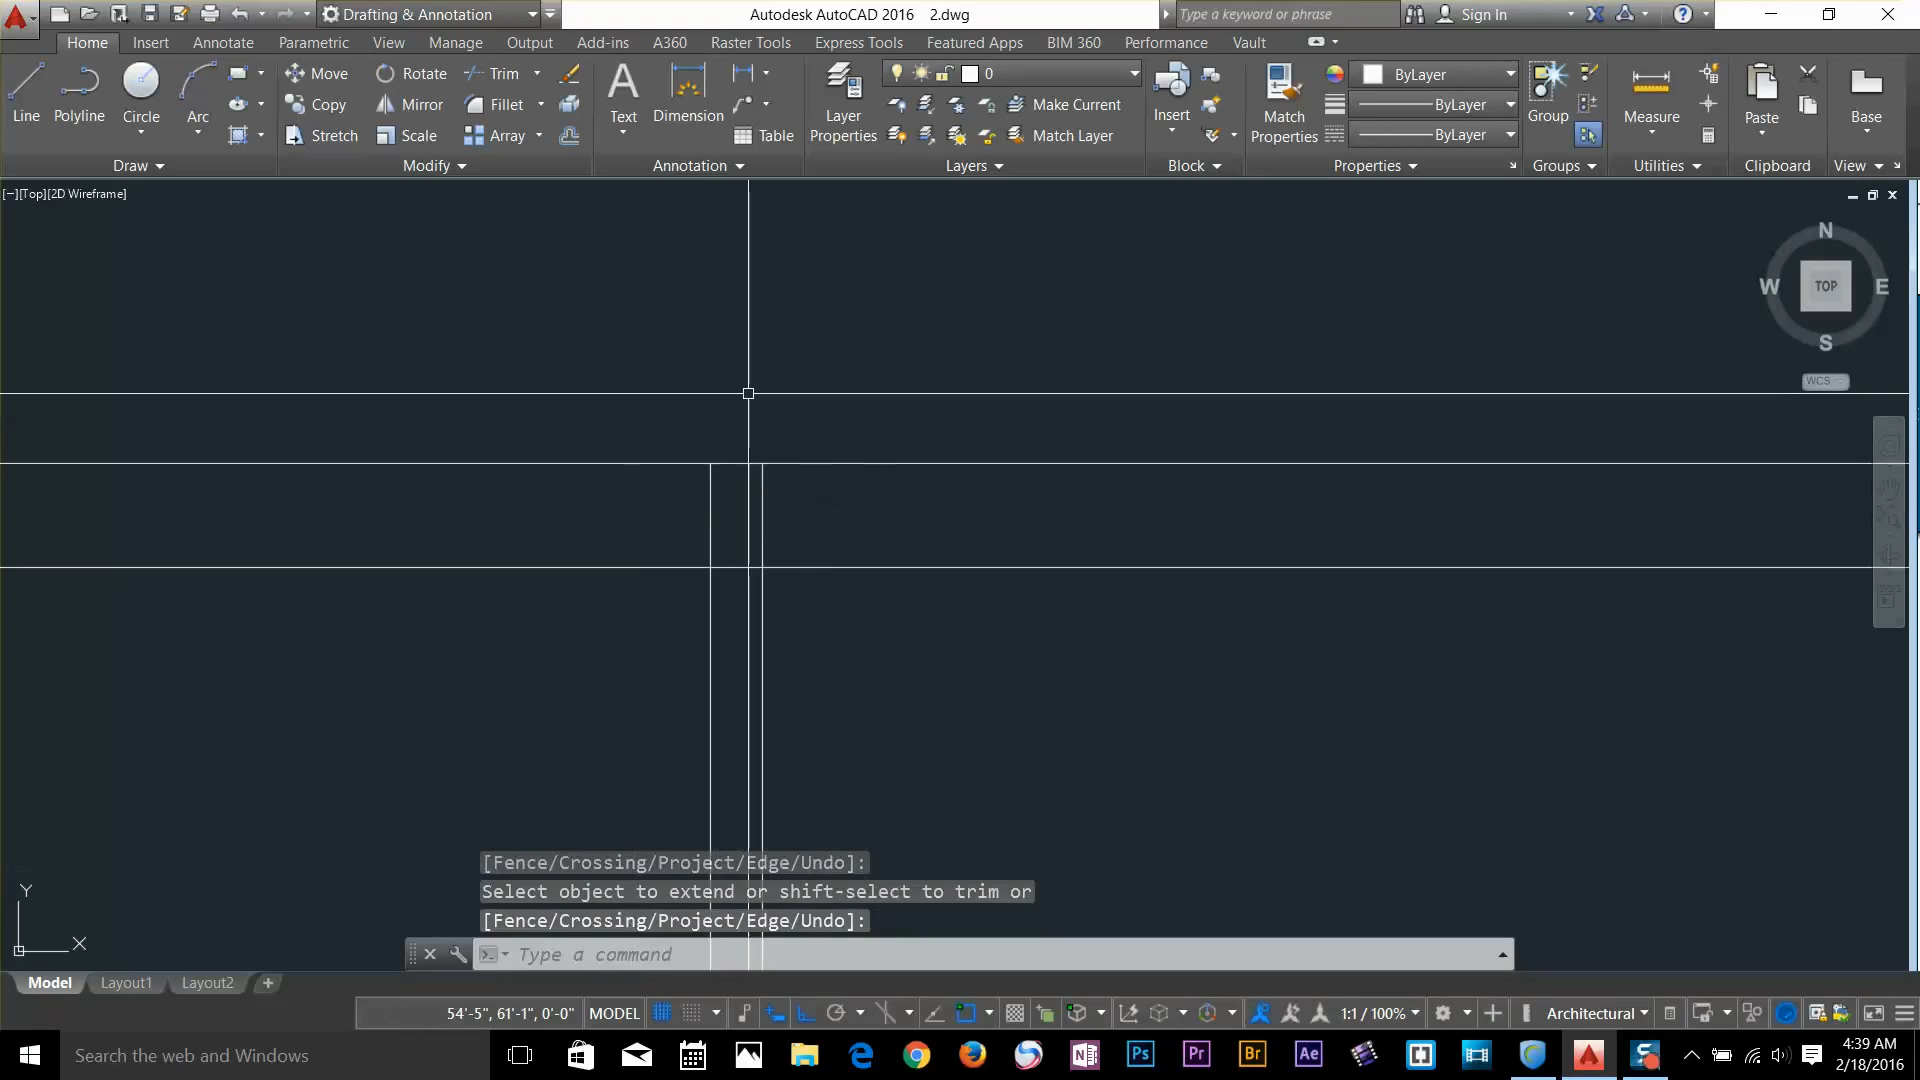 Drafting & Annotation
Autodesk AutoCAD 2016 2.dwg
Type a keyword or phrase
Sign In
Home Insert Annotate Parametric View Manage Output Add-ins A360 Raster Tools Express Tools Featured Apps BIM 360 Performance Vault
Line Polyline Circle Arc
Draw
Move Rotate Trim
Copy Mirror Fillet
Stretch Scale Array
Modify
Text Dimension Table
Annotation
Layer Properties
0
Make Current
Match Layer
Layers
Insert
Block
Match Properties
ByLayer
ByLayer
ByLayer
Properties
Group
Groups
Measure
Utilities
Paste
Clipboard
Base
View
[−][Top][2D Wireframe]
N
W TOP E
S
WCS
Y
X
[Fence/Crossing/Project/Edge/Undo]:
Select object to extend or shift-select to trim or
[Fence/Crossing/Project/Edge/Undo]:
Type a command
Model Layout1 Layout2 +
54'-5", 61'-1", 0'-0" MODEL 1:1 / 100% Architectural
Search the web and Windows
Ps Pr Br Ae
4:39 AM
2/18/2016